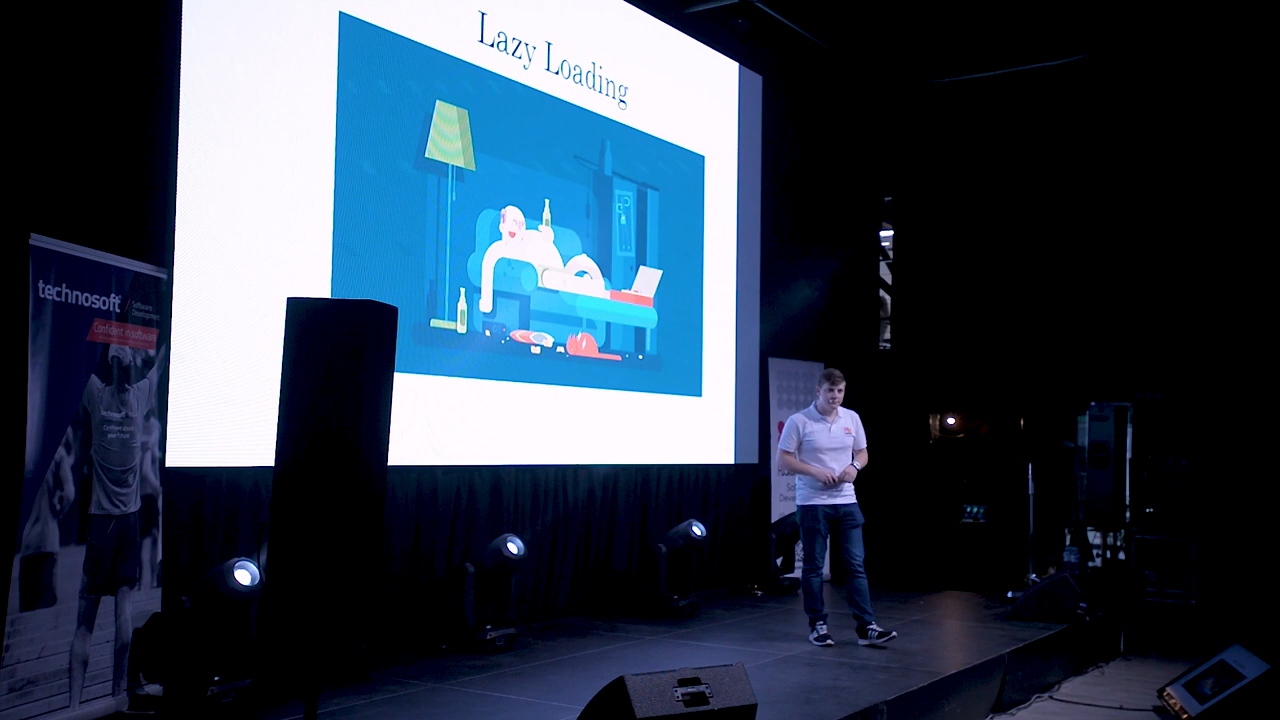 Lazy Loading
technosoft
Software
Development
Confident in software